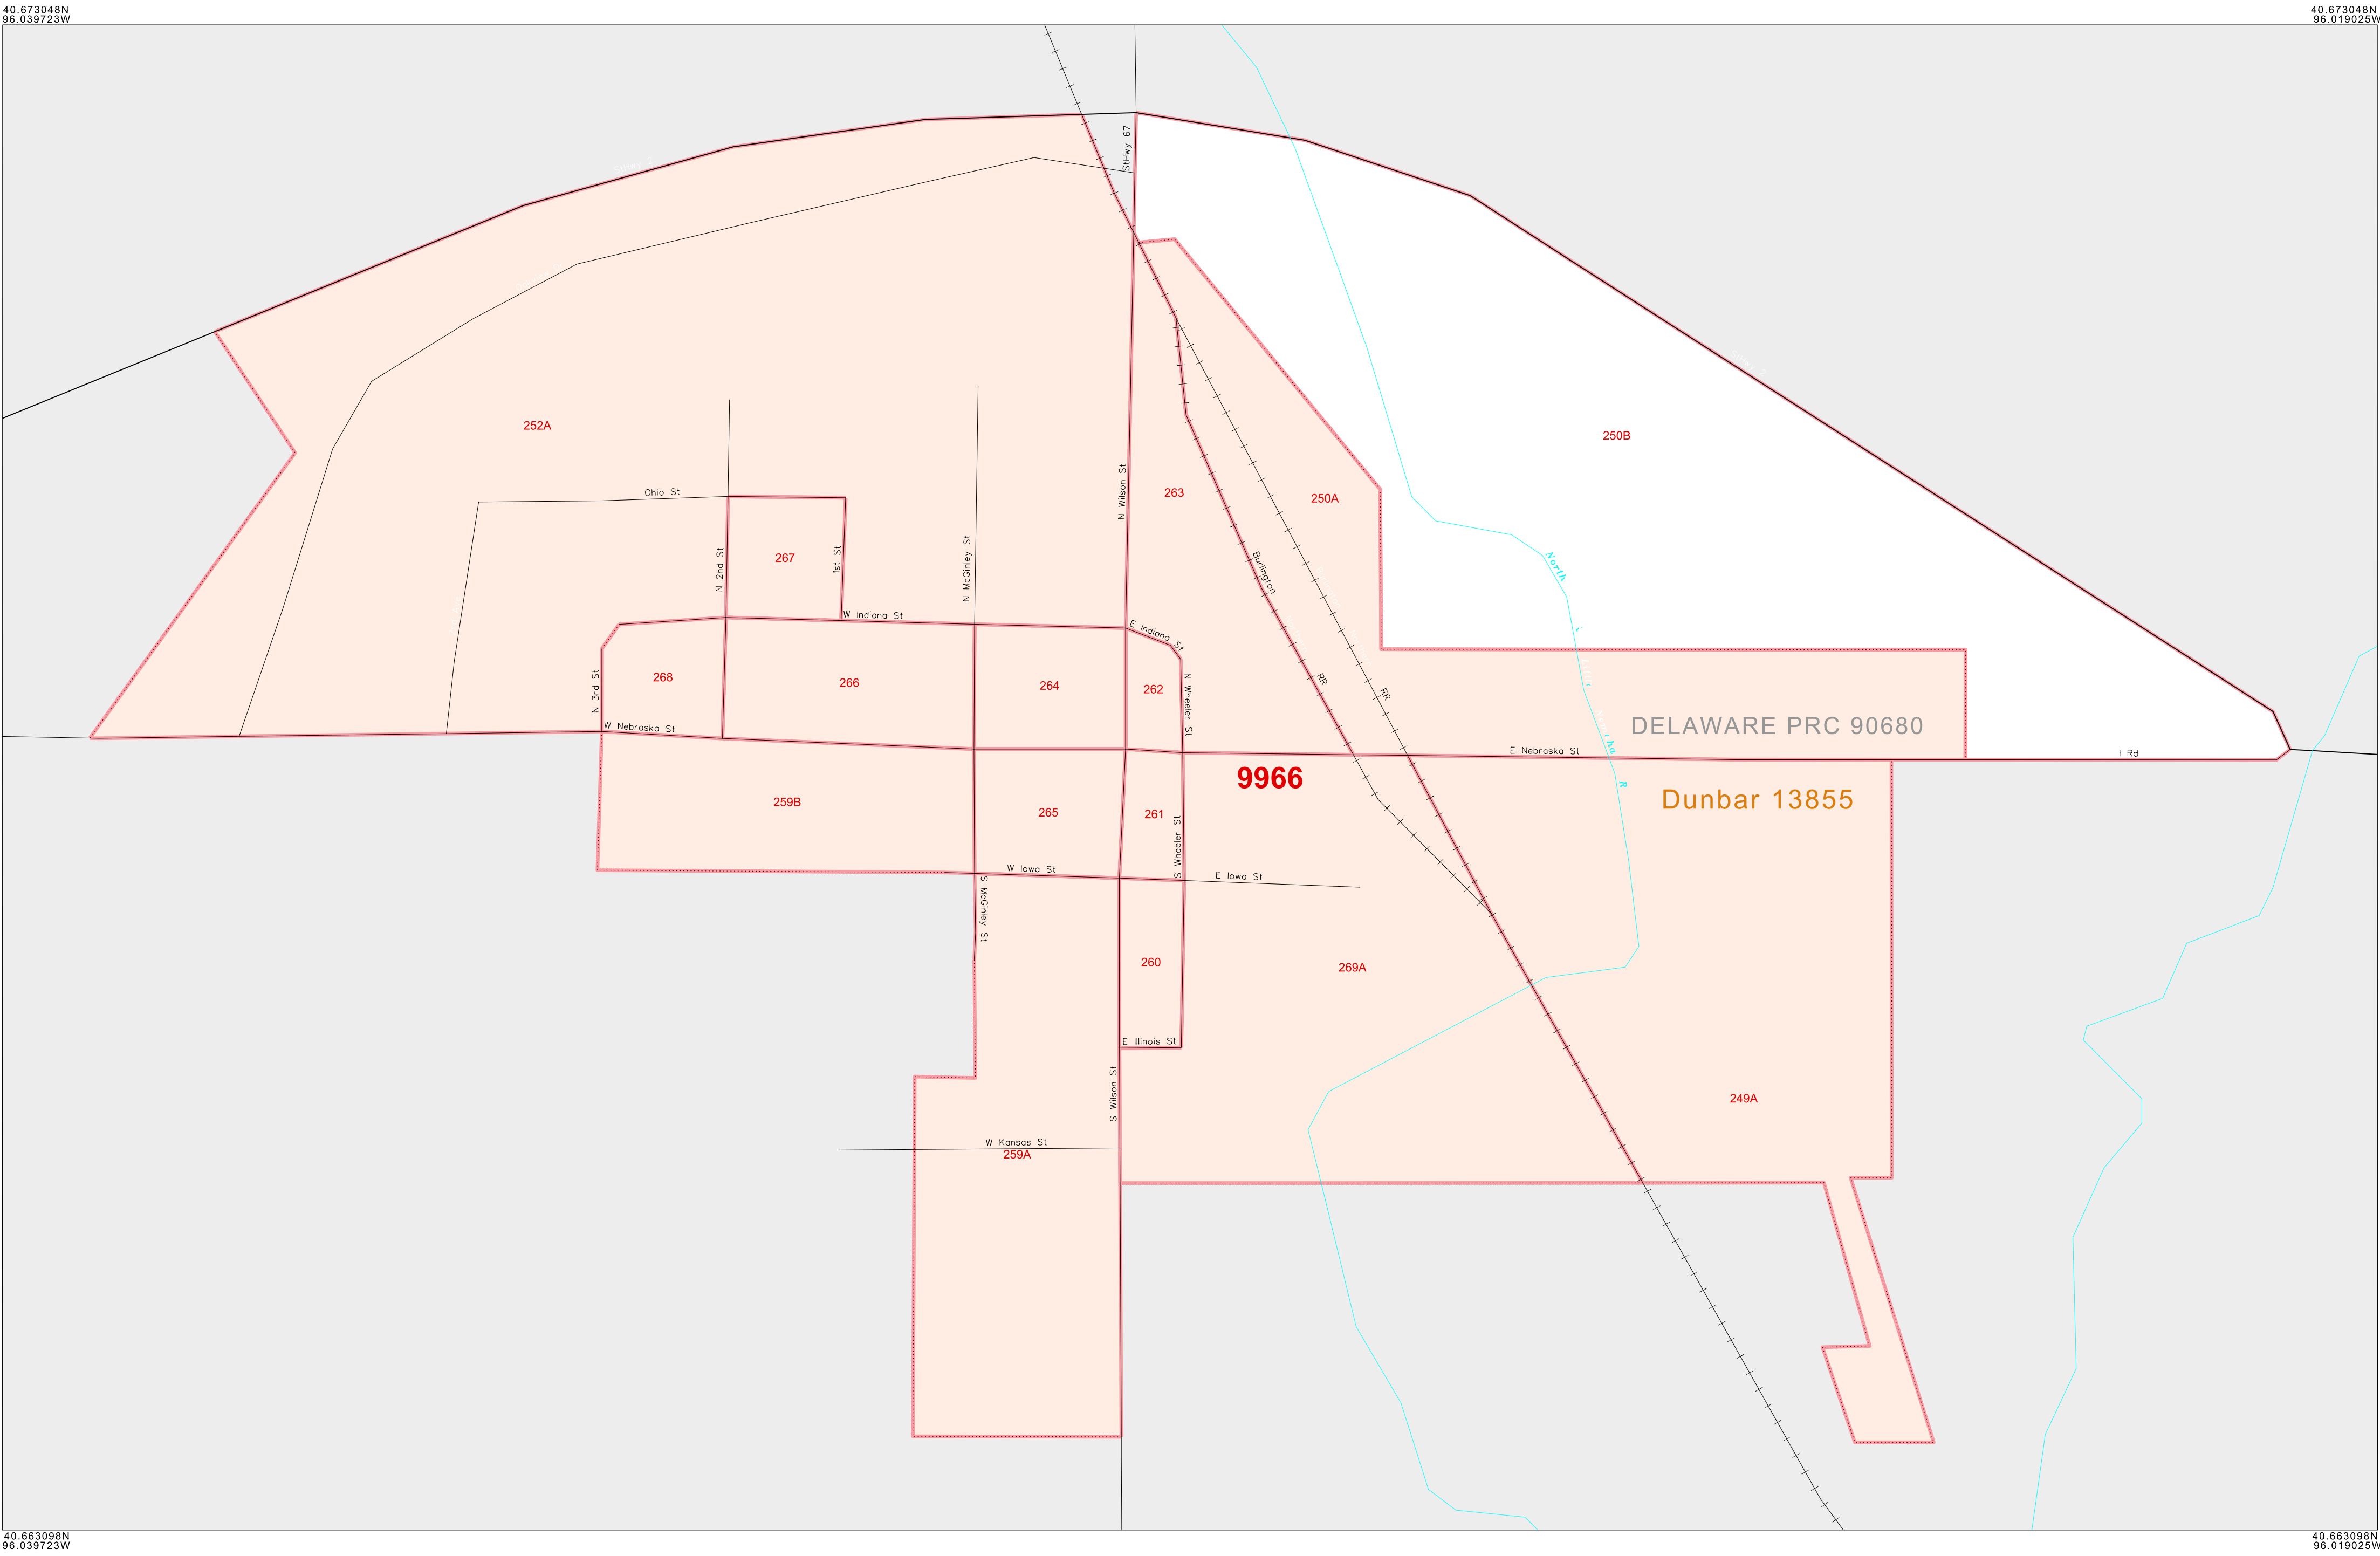 40.673048N
96.039723W
40.673048N
96.019025W
StHwy 67
252A
250B
N Wilson St
263
250A
Ohio St
N 2nd St
267
1st St
N McGinley St
Burlington
North
W Indiana St
E Indiana St
RR
RR
N 3rd St
268
266
264
262
N Wheeler St
W Nebraska St
DELAWARE PRC 90680
E Nebraska St
I Rd
9966
R
Dunbar 13855
259B
265
261
S Wheeler St
W Iowa St
E Iowa St
S McGinley St
260
269A
E Illinois St
S Wilson St
249A
W Kansas St
259A
40.663098N
96.039723W
40.663098N
96.019025W